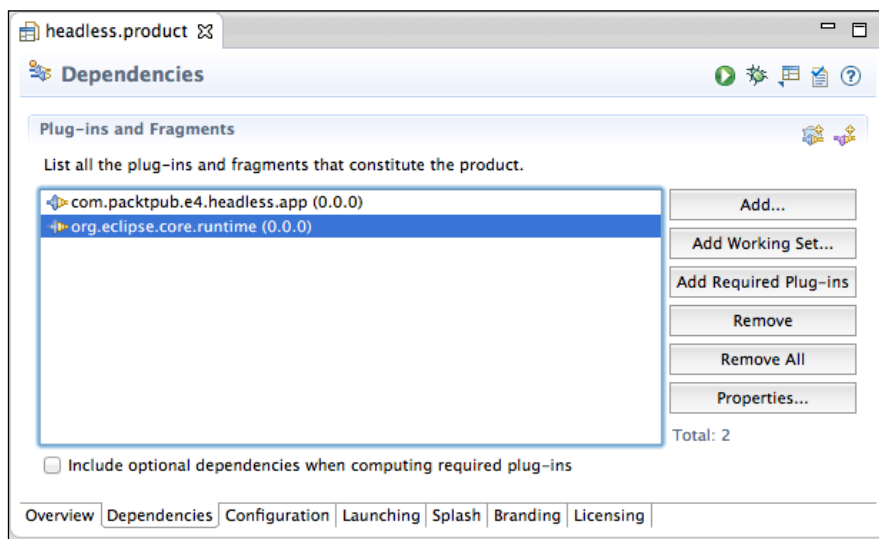 headless.product
Dependencies
Plug-ins and Fragments
List all the plug-ins and fragments that constitute the product.
com.packtpub.e4.headless.app (0.0.0)
org.eclipse.core.runtime (0.0.0)
Add...
Add Working Set...
Add Required Plug-ins
Remove
Remove All
Properties...
Total: 2
Include optional dependencies when computing required plug-ins
Overview Dependencies Configuration Launching Splash Branding Licensing